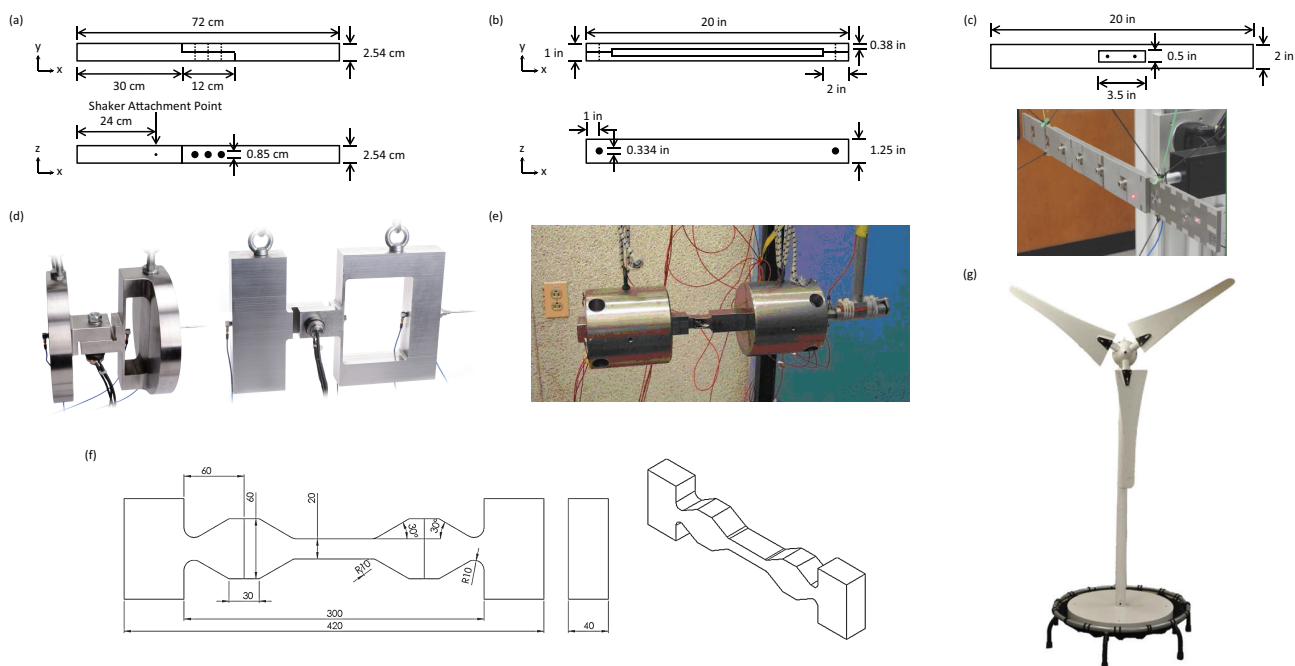 (a)
72 cm
y
x
2.54 cm
30 cm
12 cm
Shaker Attachment Point
24 cm
z
x
0.85 cm
2.54 cm
(b)
20 in
y
x
1 in
0.38 in
2 in
1 in
z
x
0.334 in
1.25 in
(c)
20 in
0.5 in
2 in
3.5 in
(d)
(e)
(f)
60
60
20
30°
30°
R10
R10
30
300
420
40
(g)